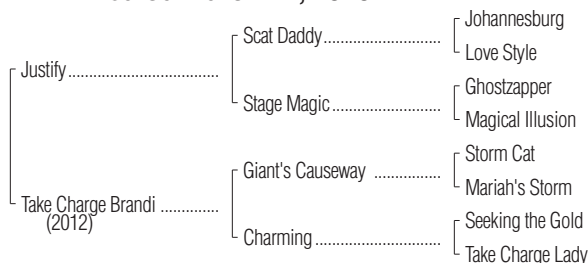 Johannesburg
Scat Daddy
Love Style
Justify
Ghostzapper
Stage Magic
Magical Illusion
Storm Cat
Giant's Causeway
Mariah's Storm
Take Charge Brandi
(2012)
Seeking the Gold
Charming
Take Charge Lady